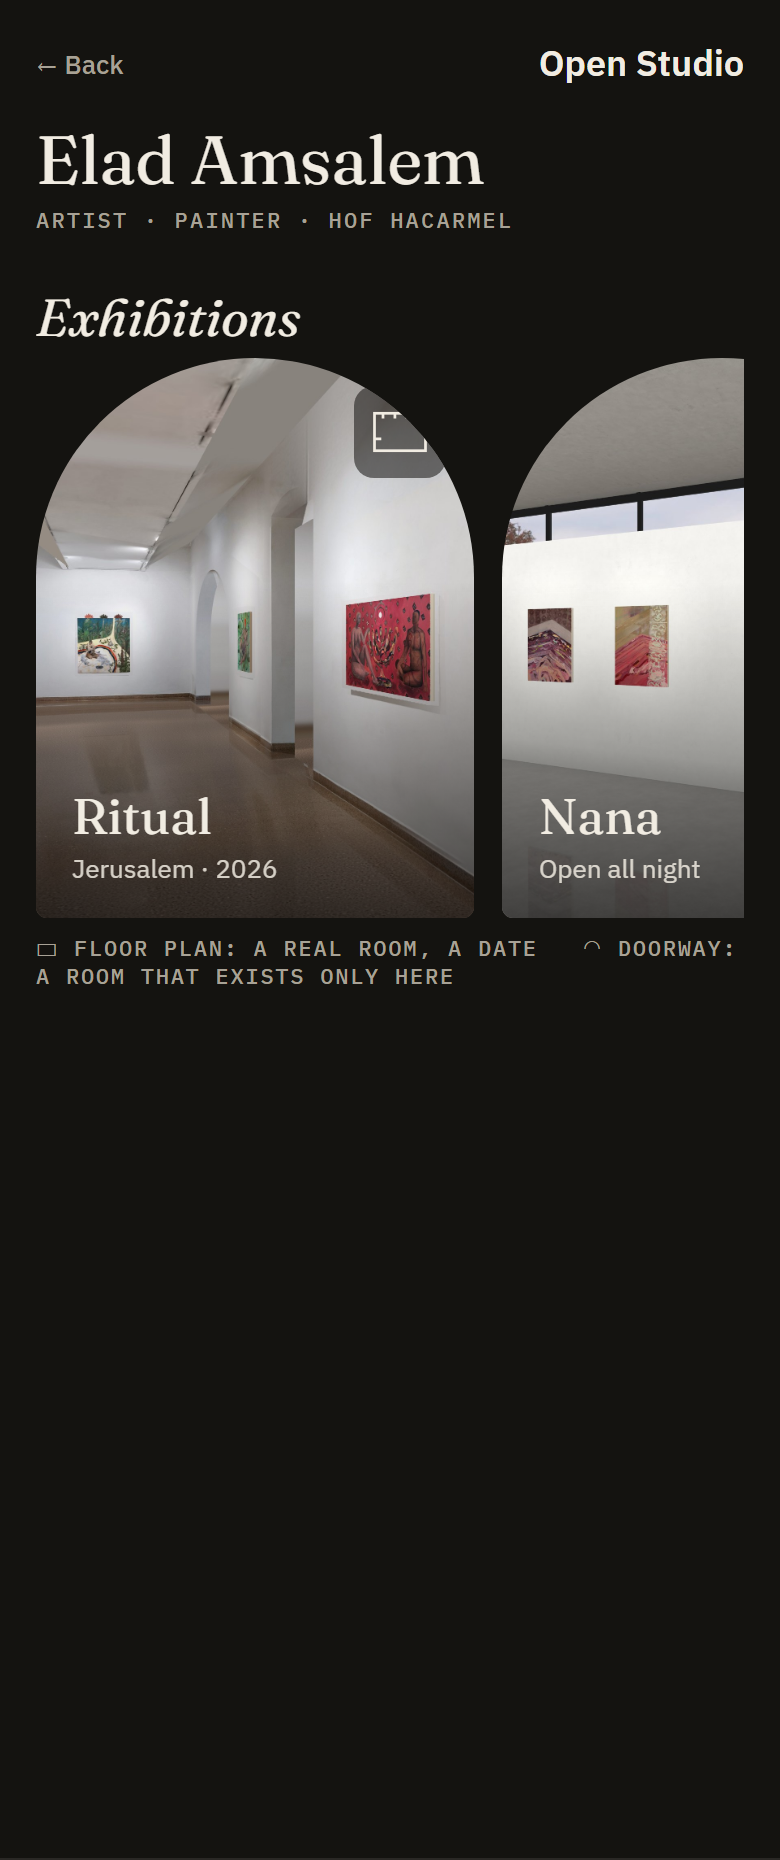 ← Back
Open Studio
Elad Amsalem
ARTIST · PAINTER · HOF HACARMEL
Exhibitions
Ritual
Jerusalem · 2026
Nana
Open all night
□ FLOOR PLAN: A REAL ROOM, A DATE ◠ DOORWAY:
A ROOM THAT EXISTS ONLY HERE